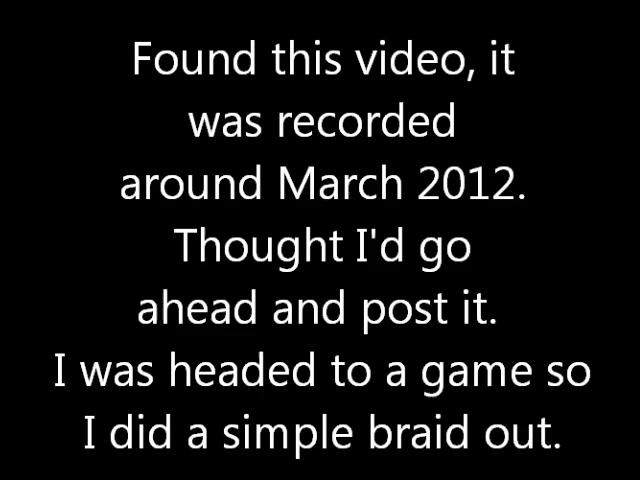 Found this video, it
was recorded
around March 2012.
Thought I'd go
ahead and post it.
I was headed to a game so
I did a simple braid out.